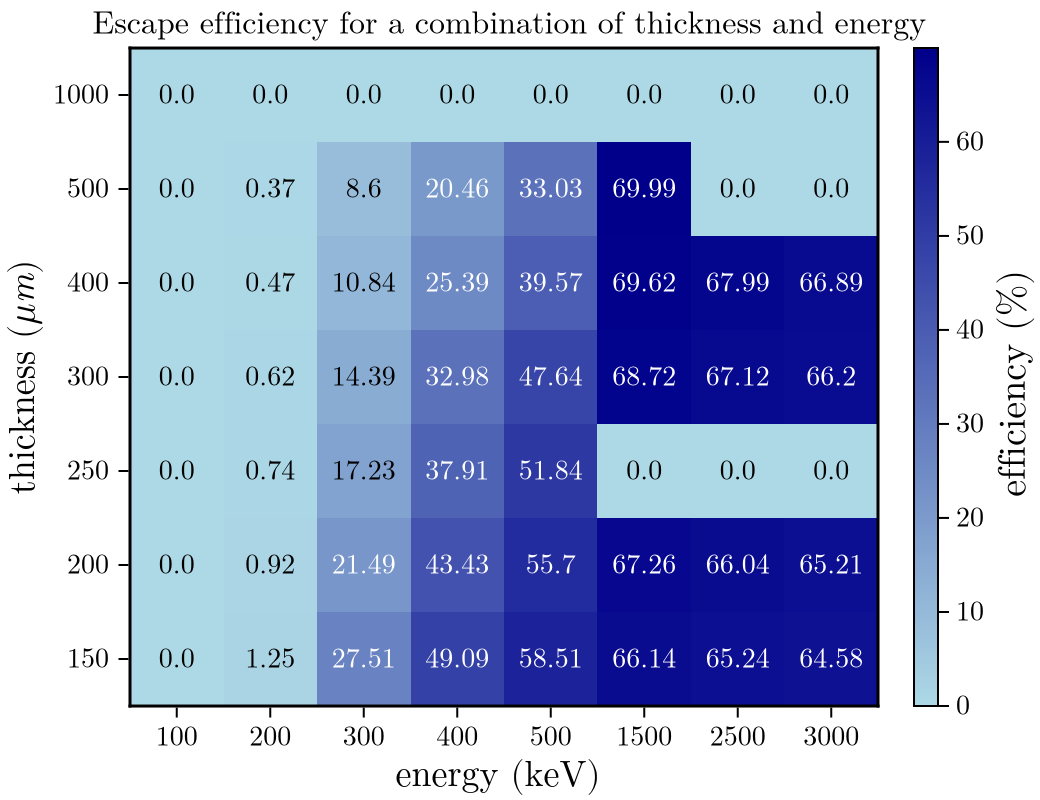 Escape efficiency for a combination of thickness and energy
1000 0.0 0.0 0.0 0.0 0.0 0.0 0.0 0.0
500 0.0 0.37 8.6 20.46 33.03 69.99 0.0 0.0
400 0.0 0.47 10.84 25.39 39.57 69.62 67.99 66.89
300 0.0 0.62 14.39 32.98 47.64 68.72 67.12 66.2
250 0.0 0.74 17.23 37.91 51.84 0.0 0.0 0.0
200 0.0 0.92 21.49 43.43 55.7 67.26 66.04 65.21
150 0.0 1.25 27.51 49.09 58.51 66.14 65.24 64.58
100 200 300 400 500 1500 2500 3000
energy (keV)
thickness (μm)
60
50
40
30
20
10
0
efficiency (%)